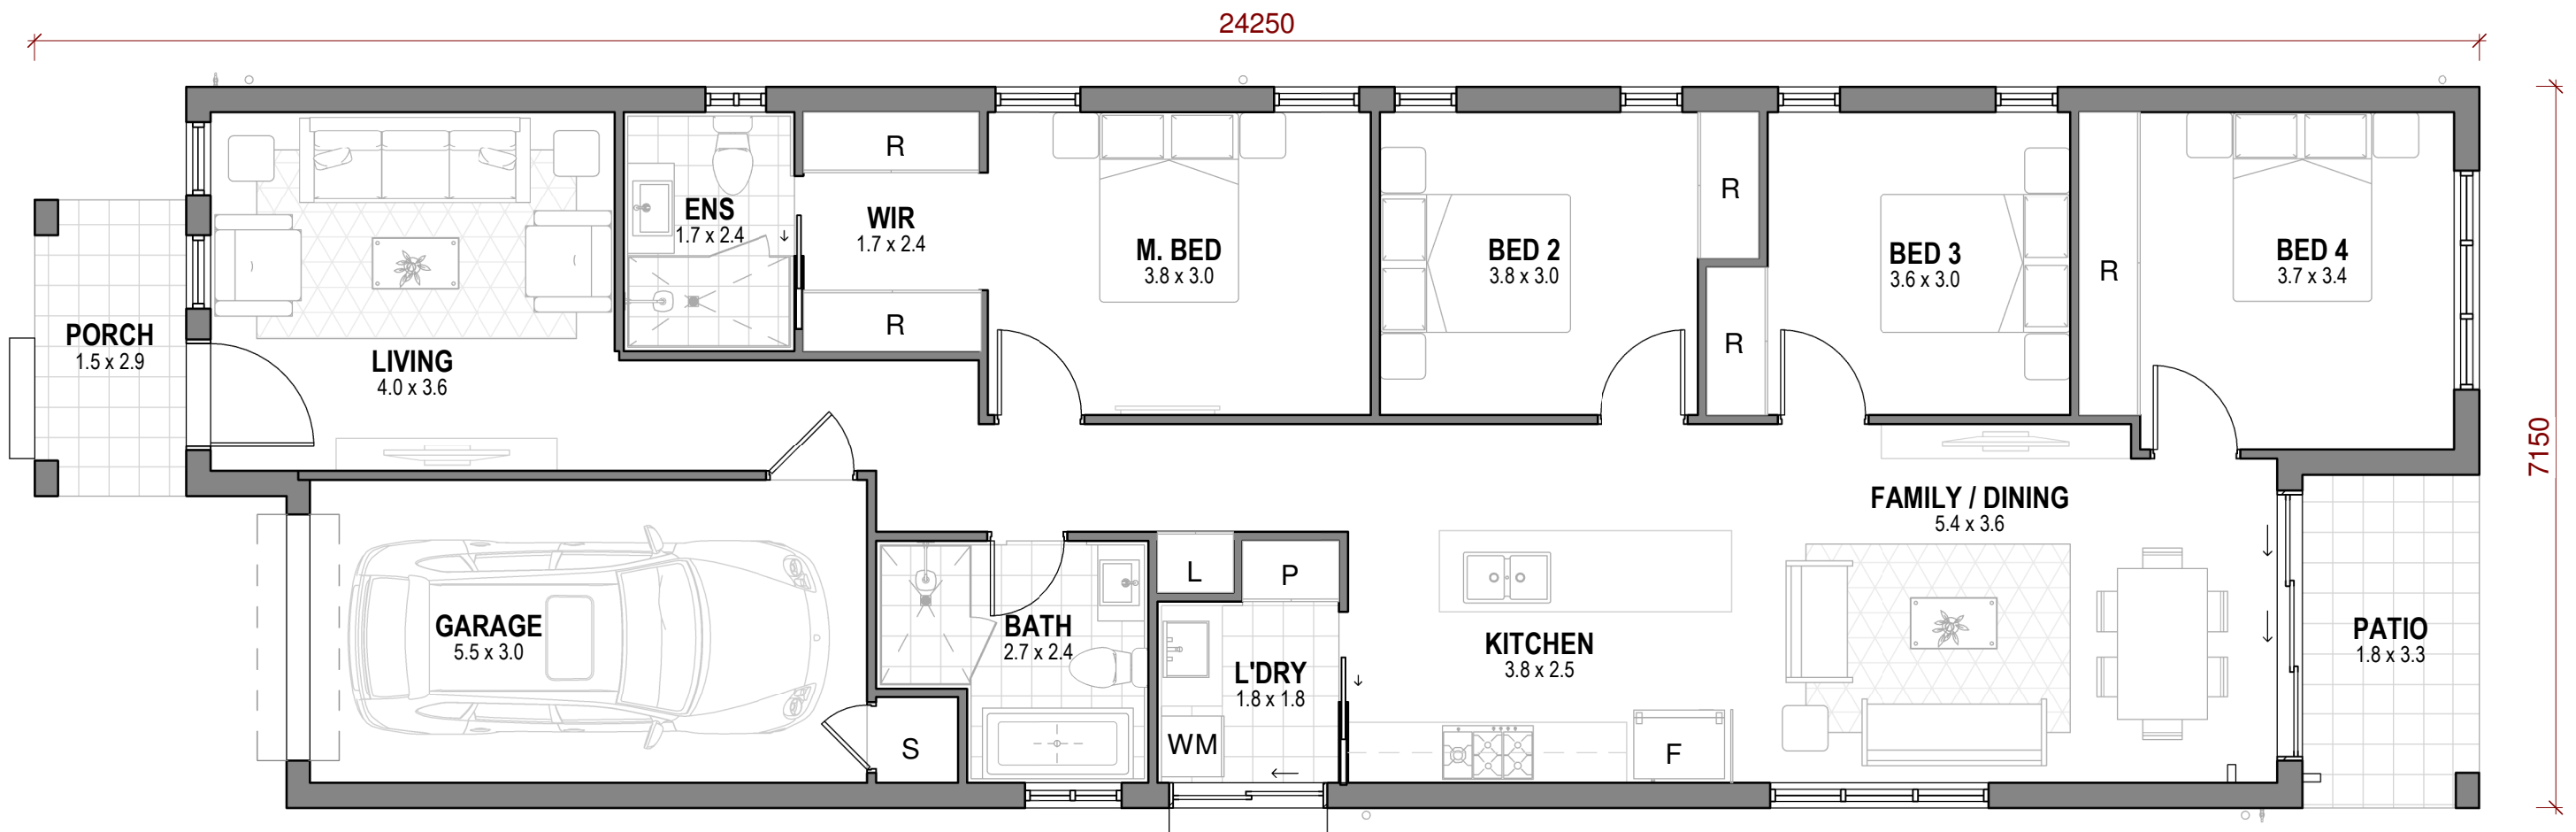 24250
7150
R
ENS
1.7 x 2.4
WIR
1.7 x 2.4
R
M. BED
3.8 x 3.0
BED 2
3.8 x 3.0
R
R
BED 3
3.6 x 3.0
R
BED 4
3.7 x 3.4
PORCH
1.5 x 2.9
LIVING
4.0 x 3.6
FAMILY / DINING
5.4 x 3.6
GARAGE
5.5 x 3.0
S
BATH
2.7 x 2.4
L
P
L'DRY
1.8 x 1.8
WM
KITCHEN
3.8 x 2.5
F
PATIO
1.8 x 3.3